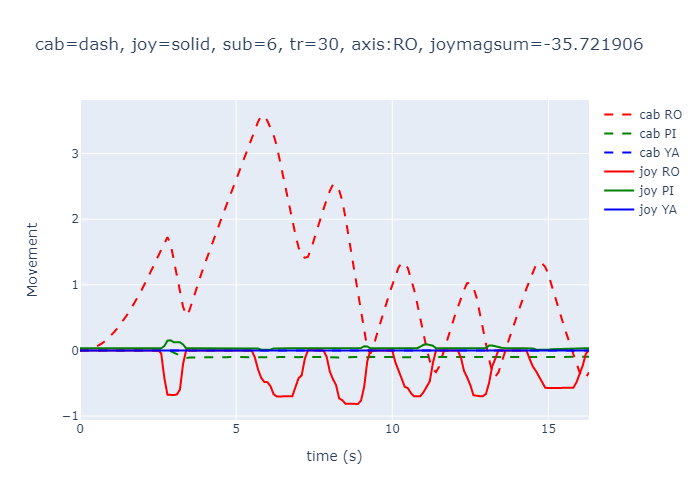 cab=dash, joy=solid, sub=6, tr=30, axis:RO, joymagsum=-35.721906
cab RO
cab PI
cab YA
joy RO
joy PI
joy YA
Movement
3
2
1
0
−1
0
5
10
15
time (s)